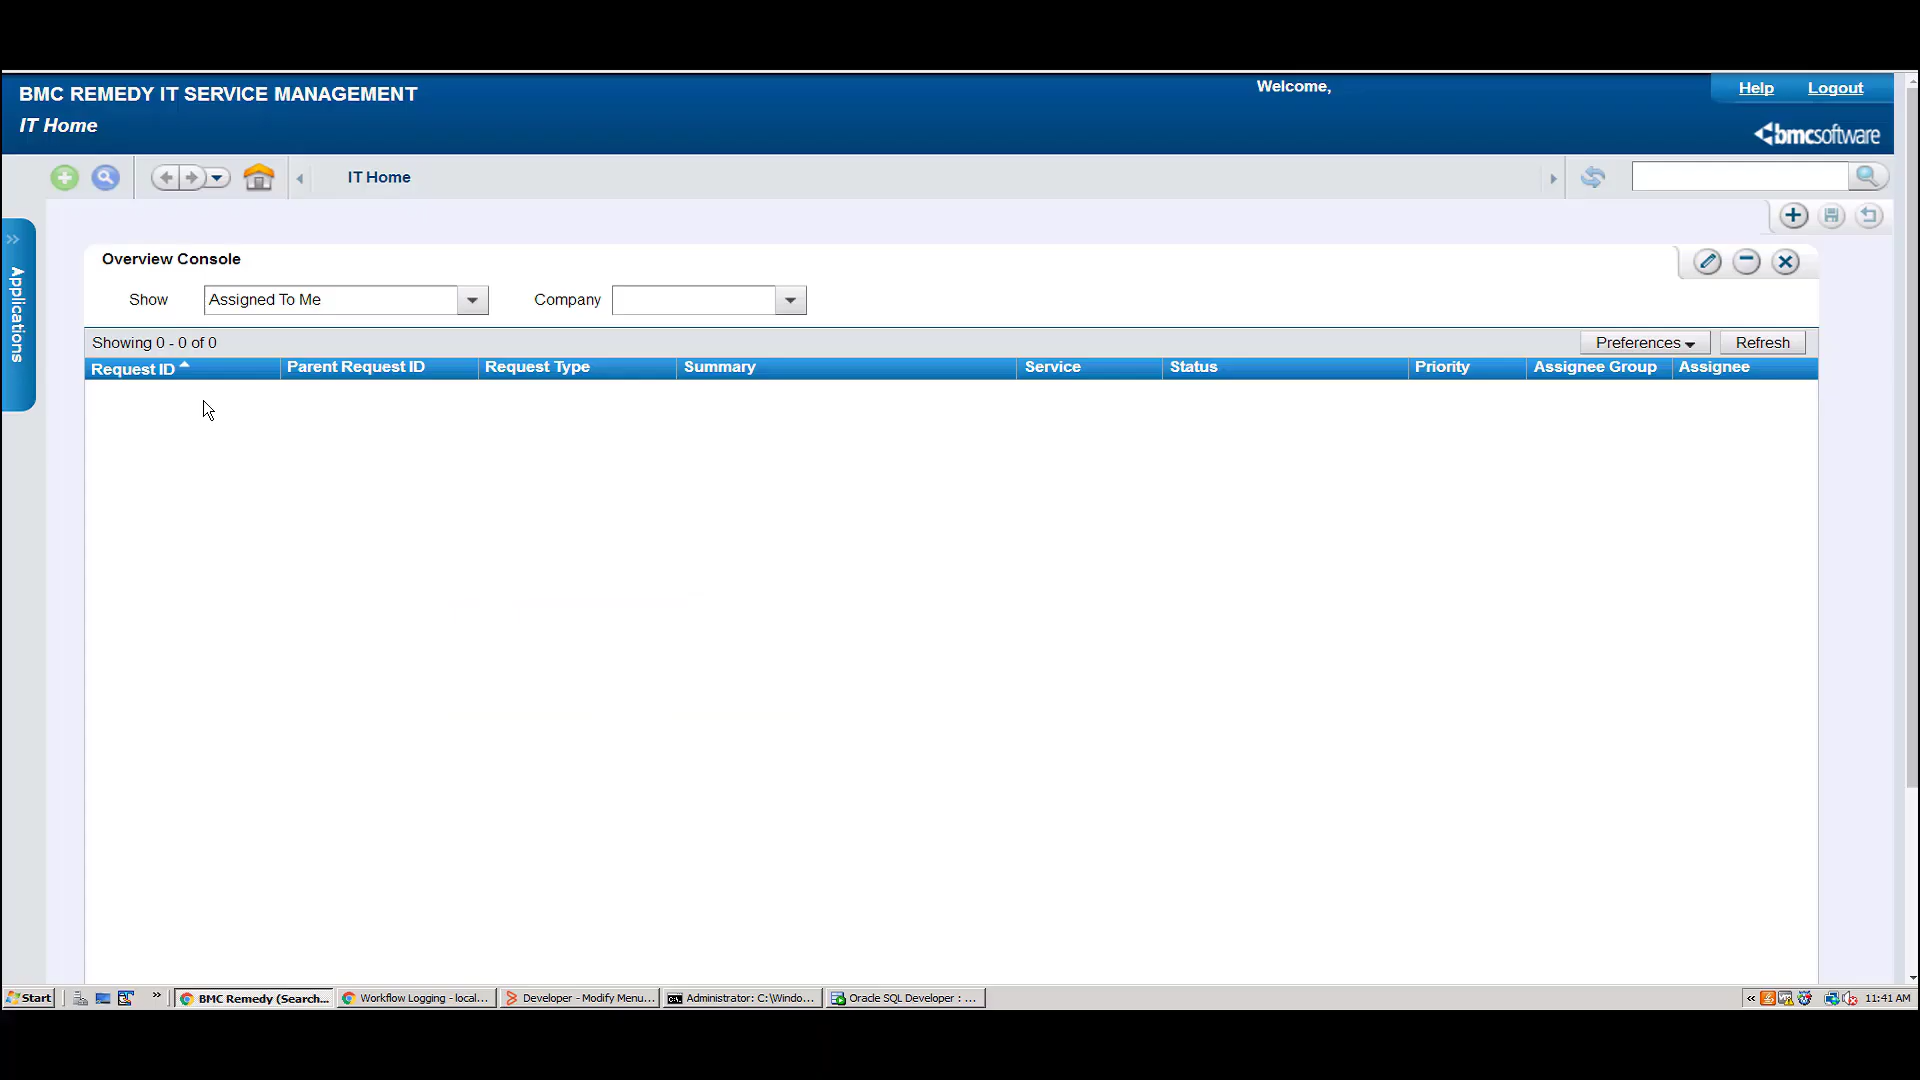 BMC REMEDY IT SERVICE MANAGEMENT
Welcome,
Help Logout
IT Home
bmcsoftware
IT Home
Applications
Overview Console
Show Assigned To Me Company
Showing 0 - 0 of 0 Preferences Refresh
Request ID Parent Request ID Request Type Summary Service Status Priority Assignee Group Assignee
Start » BMC Remedy (Search... Workflow Logging - local... Developer - Modify Menu... Administrator: C:\Windo... Oracle SQL Developer : ... « 11:41 AM